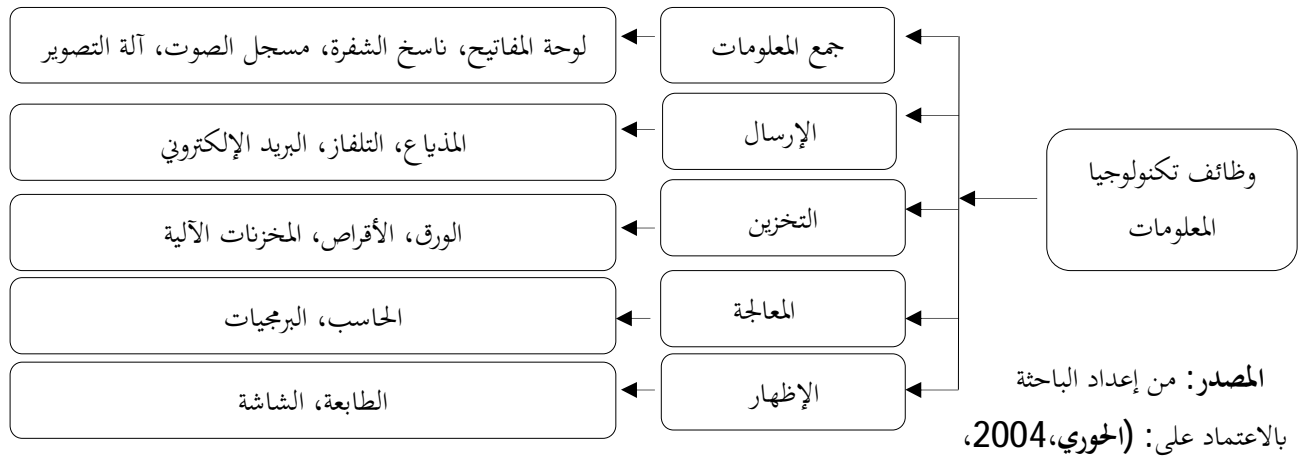 وظائف تكنولوجيا
المعلومات
جمع المعلومات
لوحة المفاتيح، ناسخ الشفرة، مسجل الصوت، آلة التصوير
الإرسال
المذياع، التلفاز، البريد الإلكتروني
التخزين
الورق، الأقراص، المخزنات الآلية
المعالجة
الحاسب، البرمجيات
الإظهار
الطابعة، الشاشة
المصدر: من إعداد الباحثة
بالاعتماد على: (الحوري،2004،